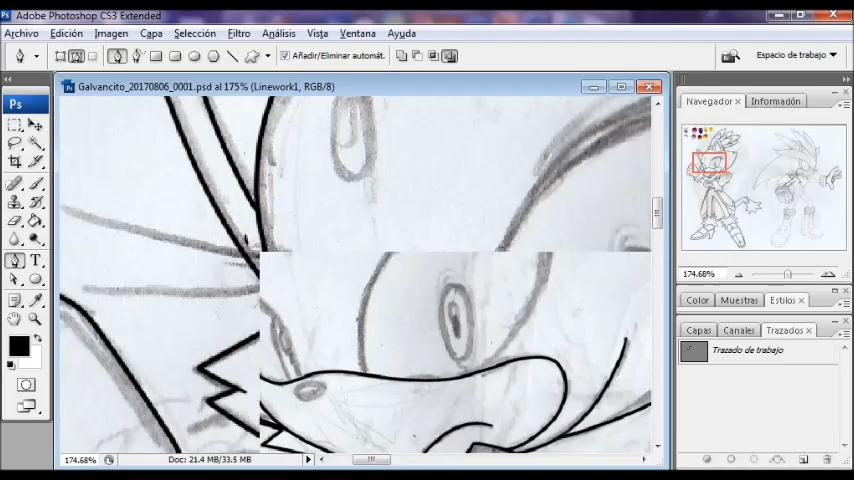 Adobe Photoshop CS3 Extended
Archivo Edición Imagen Capa Selección Filtro Análisis Vista Ventana Ayuda
Añadir/Eliminar automát.
Espacio de trabajo
Galvancito_20170806_0001.psd al 175% (Linework1, RGB/8)
Ps
T
Navegador Información
174.68%
Color Muestras Estilos
Capas Canales Trazados
Trazado de trabajo
174.68% Doc: 21.4 MB/33.5 MB